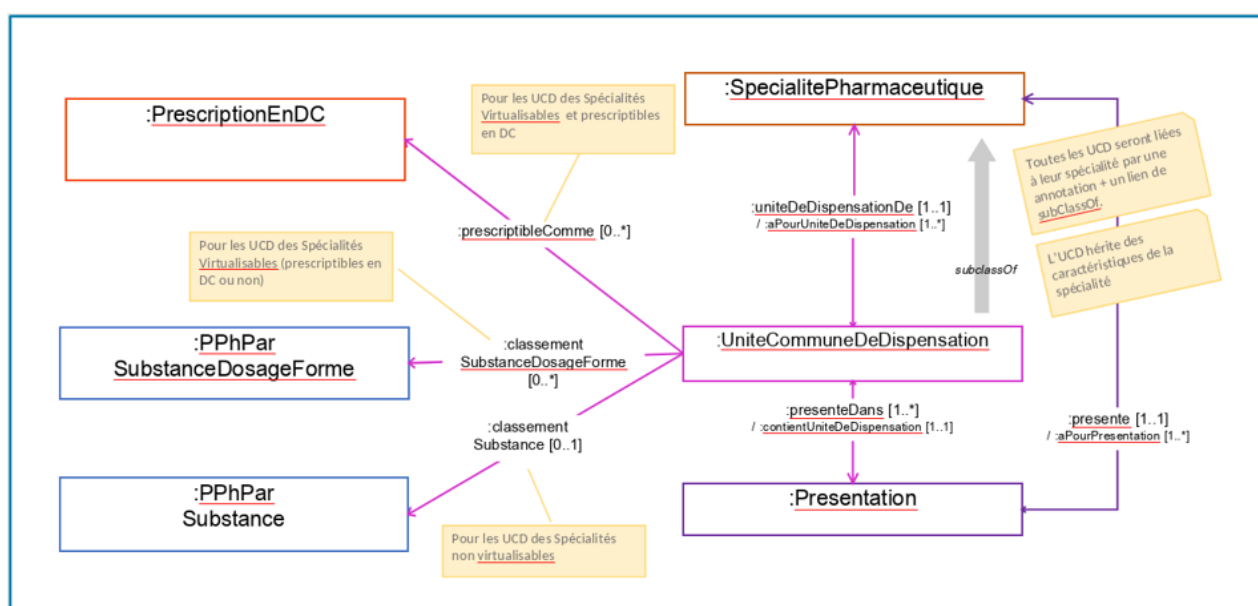 :PrescriptionEnDC
Pour les UCD des Spécialités
Virtualisables et prescriptibles
en DC
:SpecialitePharmaceutique
Toutes les UCD seront liées
à leur spécialité par une
annotation + un lien de
subClassOf.
:uniteDeDispensationDe [1..1]
/ :aPourUniteDeDispensation [1..*]
:prescriptibleComme [0..*]
Pour les UCD des Spécialités
Virtualisables (prescriptibles en
DC ou non)
L'UCD hérite des
caractéristiques de la
spécialité
subclassOf
:PPhPar
SubstanceDosageForme
:classement
SubstanceDosageForme
[0..*]
:UniteCommuneDeDispensation
:presenteDans [1..*]
/ :contientUniteDeDispensation [1..1]
:presente [1..1]
/ :aPourPresentation [1..*]
:classement
Substance [0..1]
:PPhPar
Substance
:Presentation
Pour les UCD des Spécialités
non virtualisables